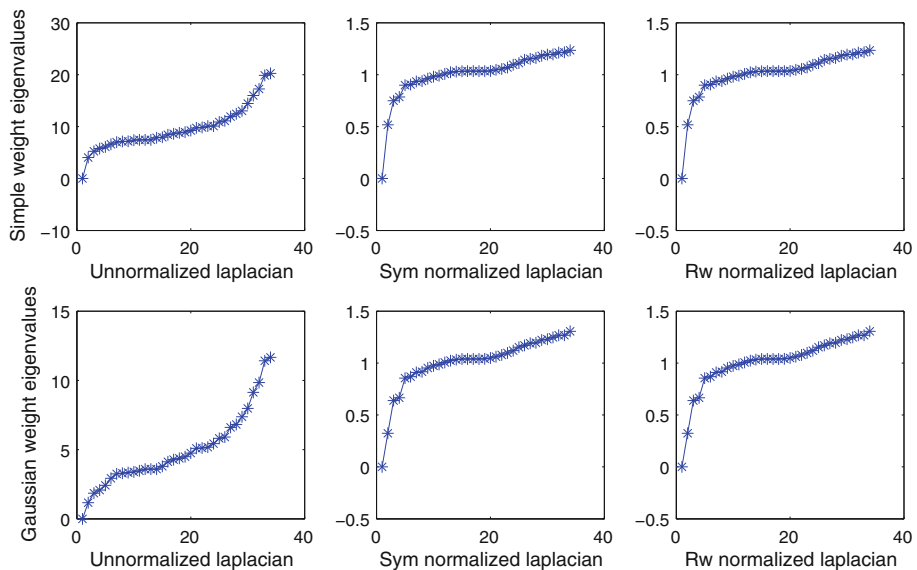 Simple weight eigenvalues
30
20
10
0
−10
0 20 40
Unnormalized laplacian
1.5
1
0.5
0
−0.5
0 20 40
Sym normalized laplacian
1.5
1
0.5
0
−0.5
0 20 40
Rw normalized laplacian
Gaussian weight eigenvalues
15
10
5
0
0 20 40
Unnormalized laplacian
1.5
1
0.5
0
−0.5
0 20 40
Sym normalized laplacian
1.5
1
0.5
0
−0.5
0 20 40
Rw normalized laplacian